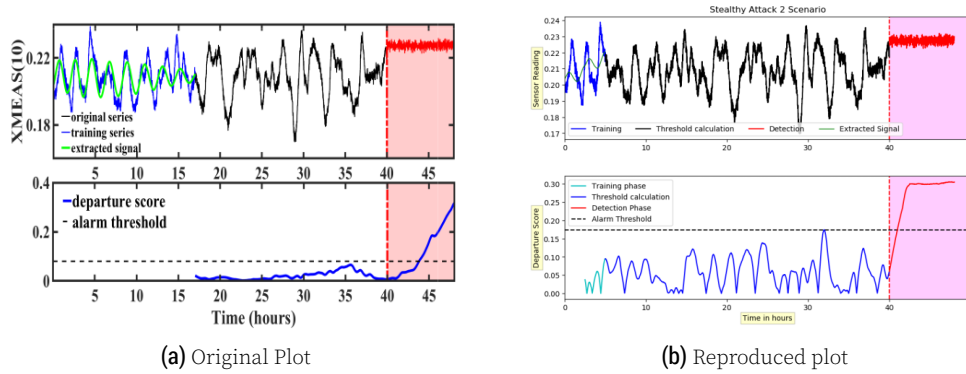 XMEAS(10)
0.22
0.18
original series
training series
extracted signal
5 10 15 20 25 30 35 40 45
0.4
0.2
0
departure score
alarm threshold
5 10 15 20 25 30 35 40 45
Time (hours)
(a) Original Plot
Stealthy Attack 2 Scenario
Sensor Reading
0.24
0.23
0.22
0.21
0.20
0.19
0.18
0.17
Training Threshold calculation Detection Extracted Signal
0 10 20 30 40
Departure Score
0.30
0.25
0.20
0.15
0.10
0.05
0.00
Training phase
Threshold calculation
Detection Phase
Alarm Threshold
0 10 20 30 40
Time in hours
(b) Reproduced plot